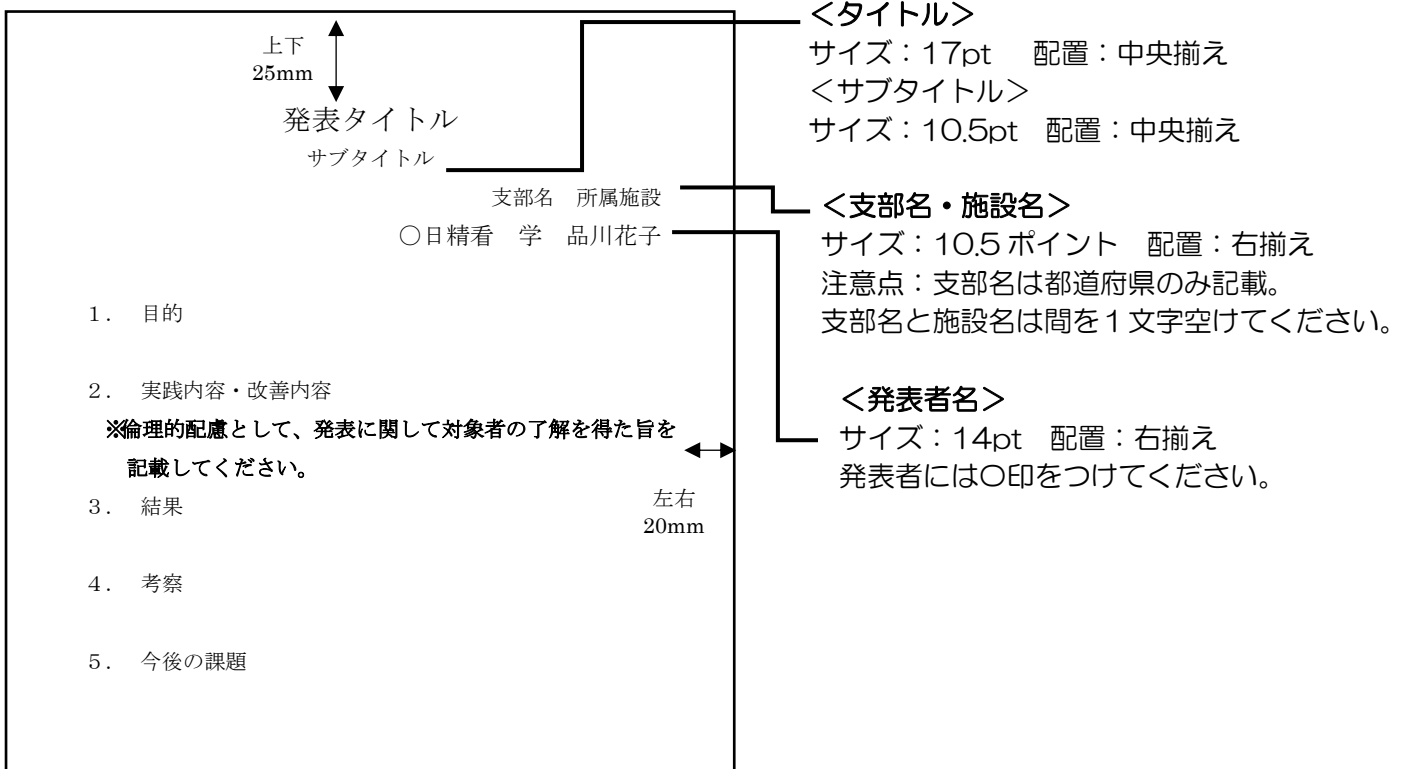 上下
25mm
発表タイトル
サブタイトル
支部名　所属施設
〇日精看　学　品川花子
１．　目的
２．　実践内容・改善内容
※倫理的配慮として、発表に関して対象者の了解を得た旨を
記載してください。
３．　結果
左右
20mm
４．　考察
５．　今後の課題
＜タイトル＞
サイズ：17pt　配置：中央揃え
＜サブタイトル＞
サイズ：10.5pt　配置：中央揃え
＜支部名・施設名＞
サイズ：10.5ポイント　配置：右揃え
注意点：支部名は都道府県のみ記載。
支部名と施設名は間を１文字空けてください。
＜発表者名＞
サイズ：14pt　配置：右揃え
発表者には〇印をつけてください。